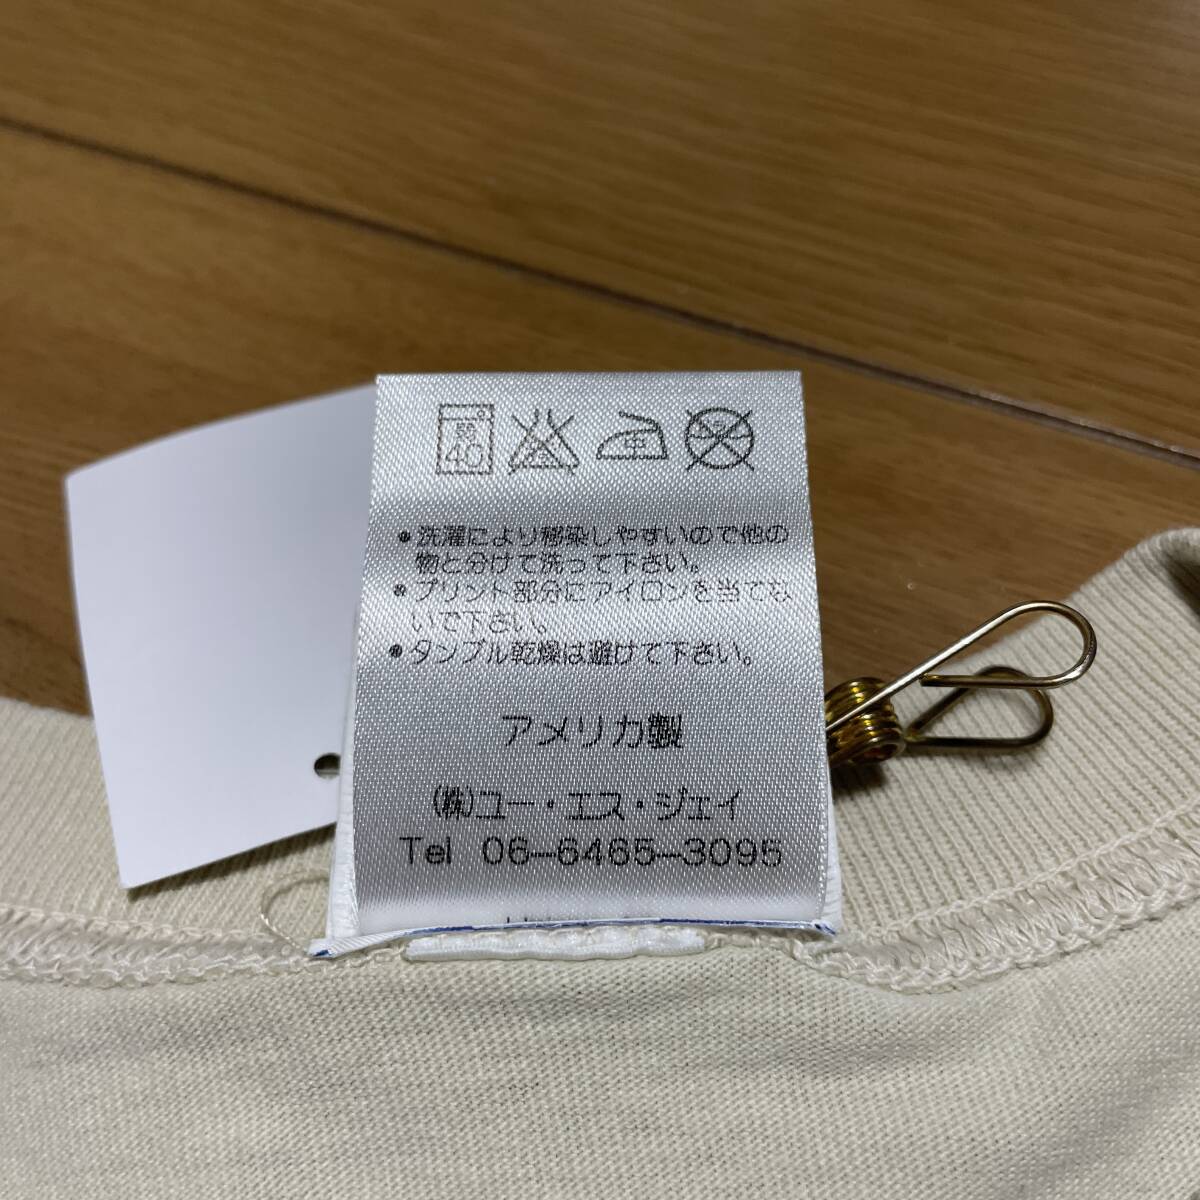 40
中
・洗濯により移染しやすいので他の
物と分けて洗って下さい。
・プリント部分にアイロンを当てな
いで下さい。
・タンブル乾燥は避けて下さい。
アメリカ製
(株)ユー・エス・ジェイ
Tel 06-6465-3095